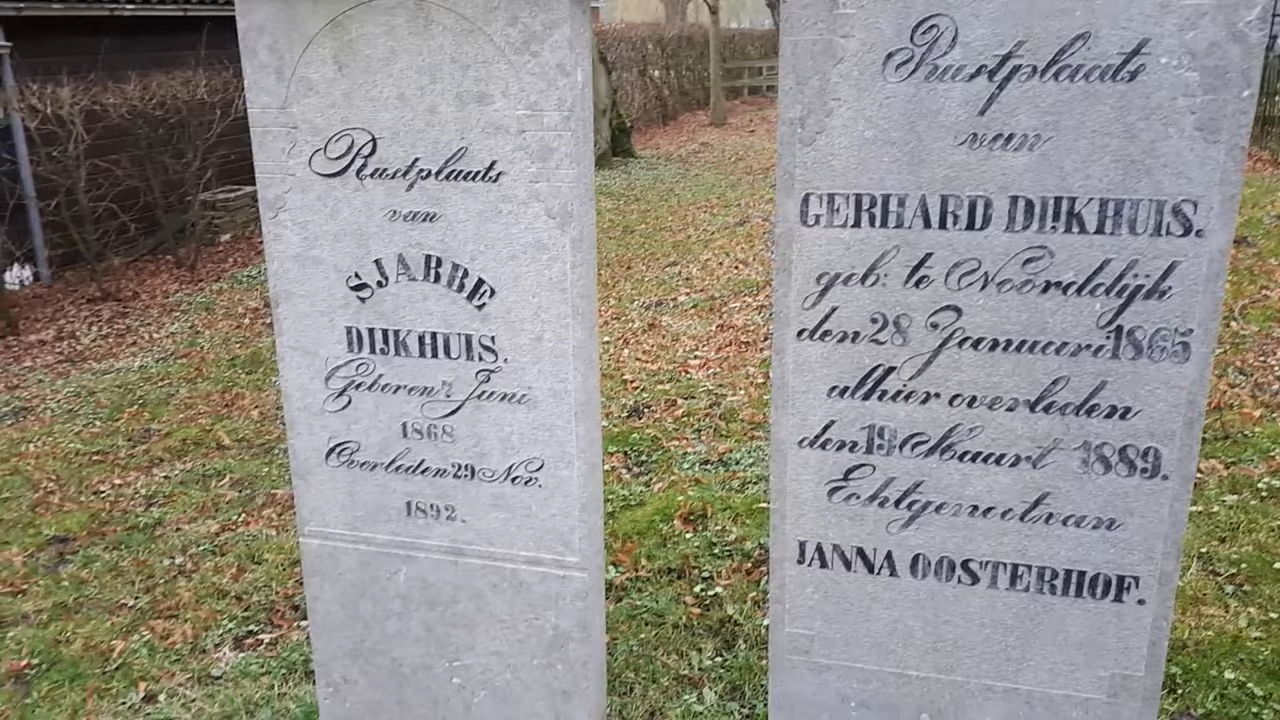 Rustplaats
van
SJABBE
DIJKHUIS.
Geboren Juni
1868
Overleden 29 Nov.
1892.
Rustplaats
van
GERHARD DIJKHUIS.
geb: te Noorddijk
den 28 Januari 1865
alhier overleden
den 19 Maart 1889.
Echtgenoot van
JANNA OOSTERHOF.